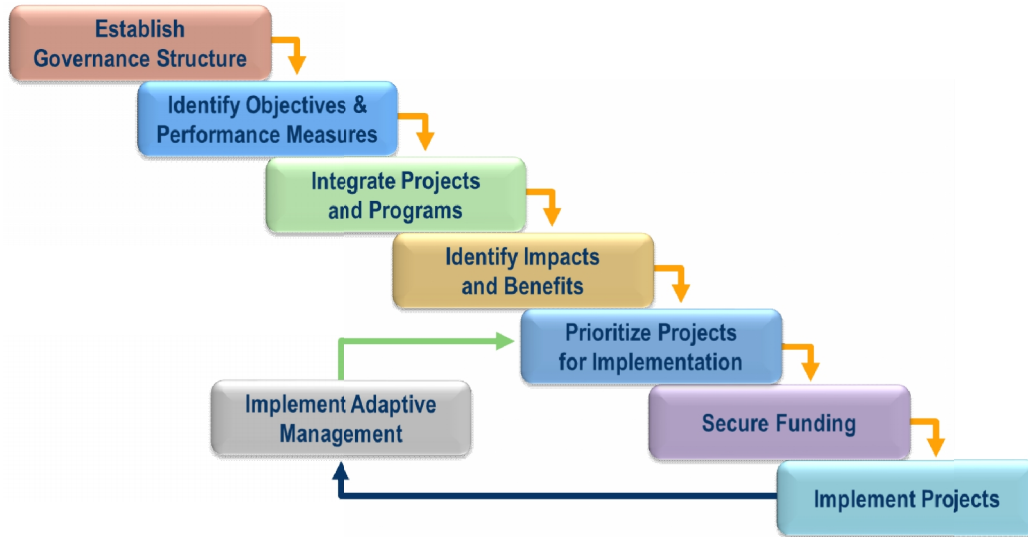 Establish
Governance Structure
Identify Objectives &
Performance Measures
Integrate Projects
and Programs
Identify Impacts
and Benefits
Prioritize Projects
for Implementation
Implement Adaptive
Management
Secure Funding
Implement Projects